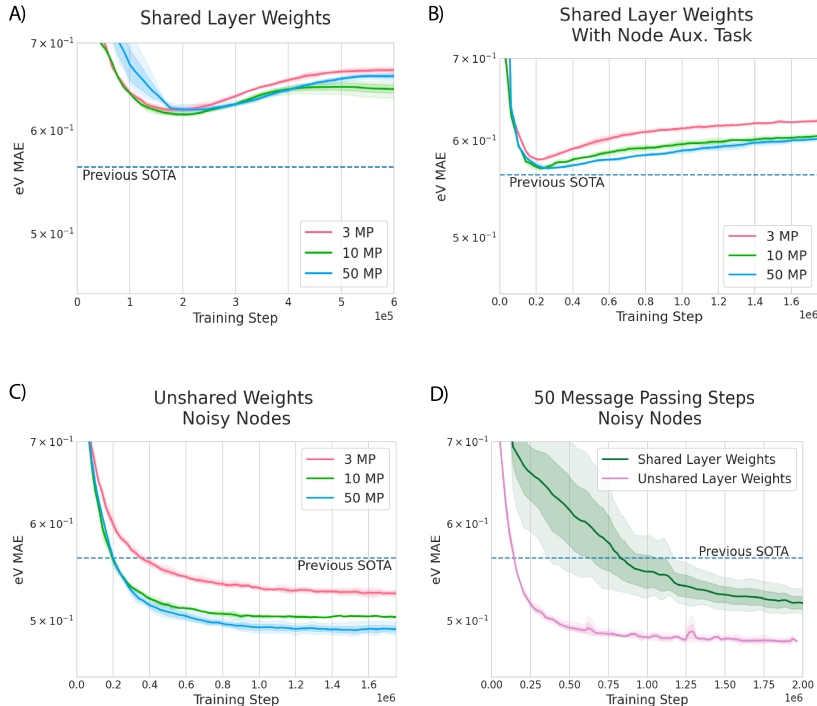 A)
Shared Layer Weights
7 × 10⁻¹
6 × 10⁻¹
5 × 10⁻¹
eV MAE
Previous SOTA
3 MP
10 MP
50 MP
0 1 2 3 4 5 6
1e5
Training Step
B)
Shared Layer Weights
With Node Aux. Task
7 × 10⁻¹
6 × 10⁻¹
5 × 10⁻¹
eV MAE
Previous SOTA
3 MP
10 MP
50 MP
0.0 0.2 0.4 0.6 0.8 1.0 1.2 1.4 1.6
1e6
Training Step
C)
Unshared Weights
Noisy Nodes
7 × 10⁻¹
6 × 10⁻¹
5 × 10⁻¹
eV MAE
3 MP
10 MP
50 MP
Previous SOTA
0.0 0.2 0.4 0.6 0.8 1.0 1.2 1.4 1.6
1e6
Training Step
D)
50 Message Passing Steps
Noisy Nodes
7 × 10⁻¹
6 × 10⁻¹
5 × 10⁻¹
eV MAE
Shared Layer Weights
Unshared Layer Weights
Previous SOTA
0.00 0.25 0.50 0.75 1.00 1.25 1.50 1.75 2.00
1e6
Training Step